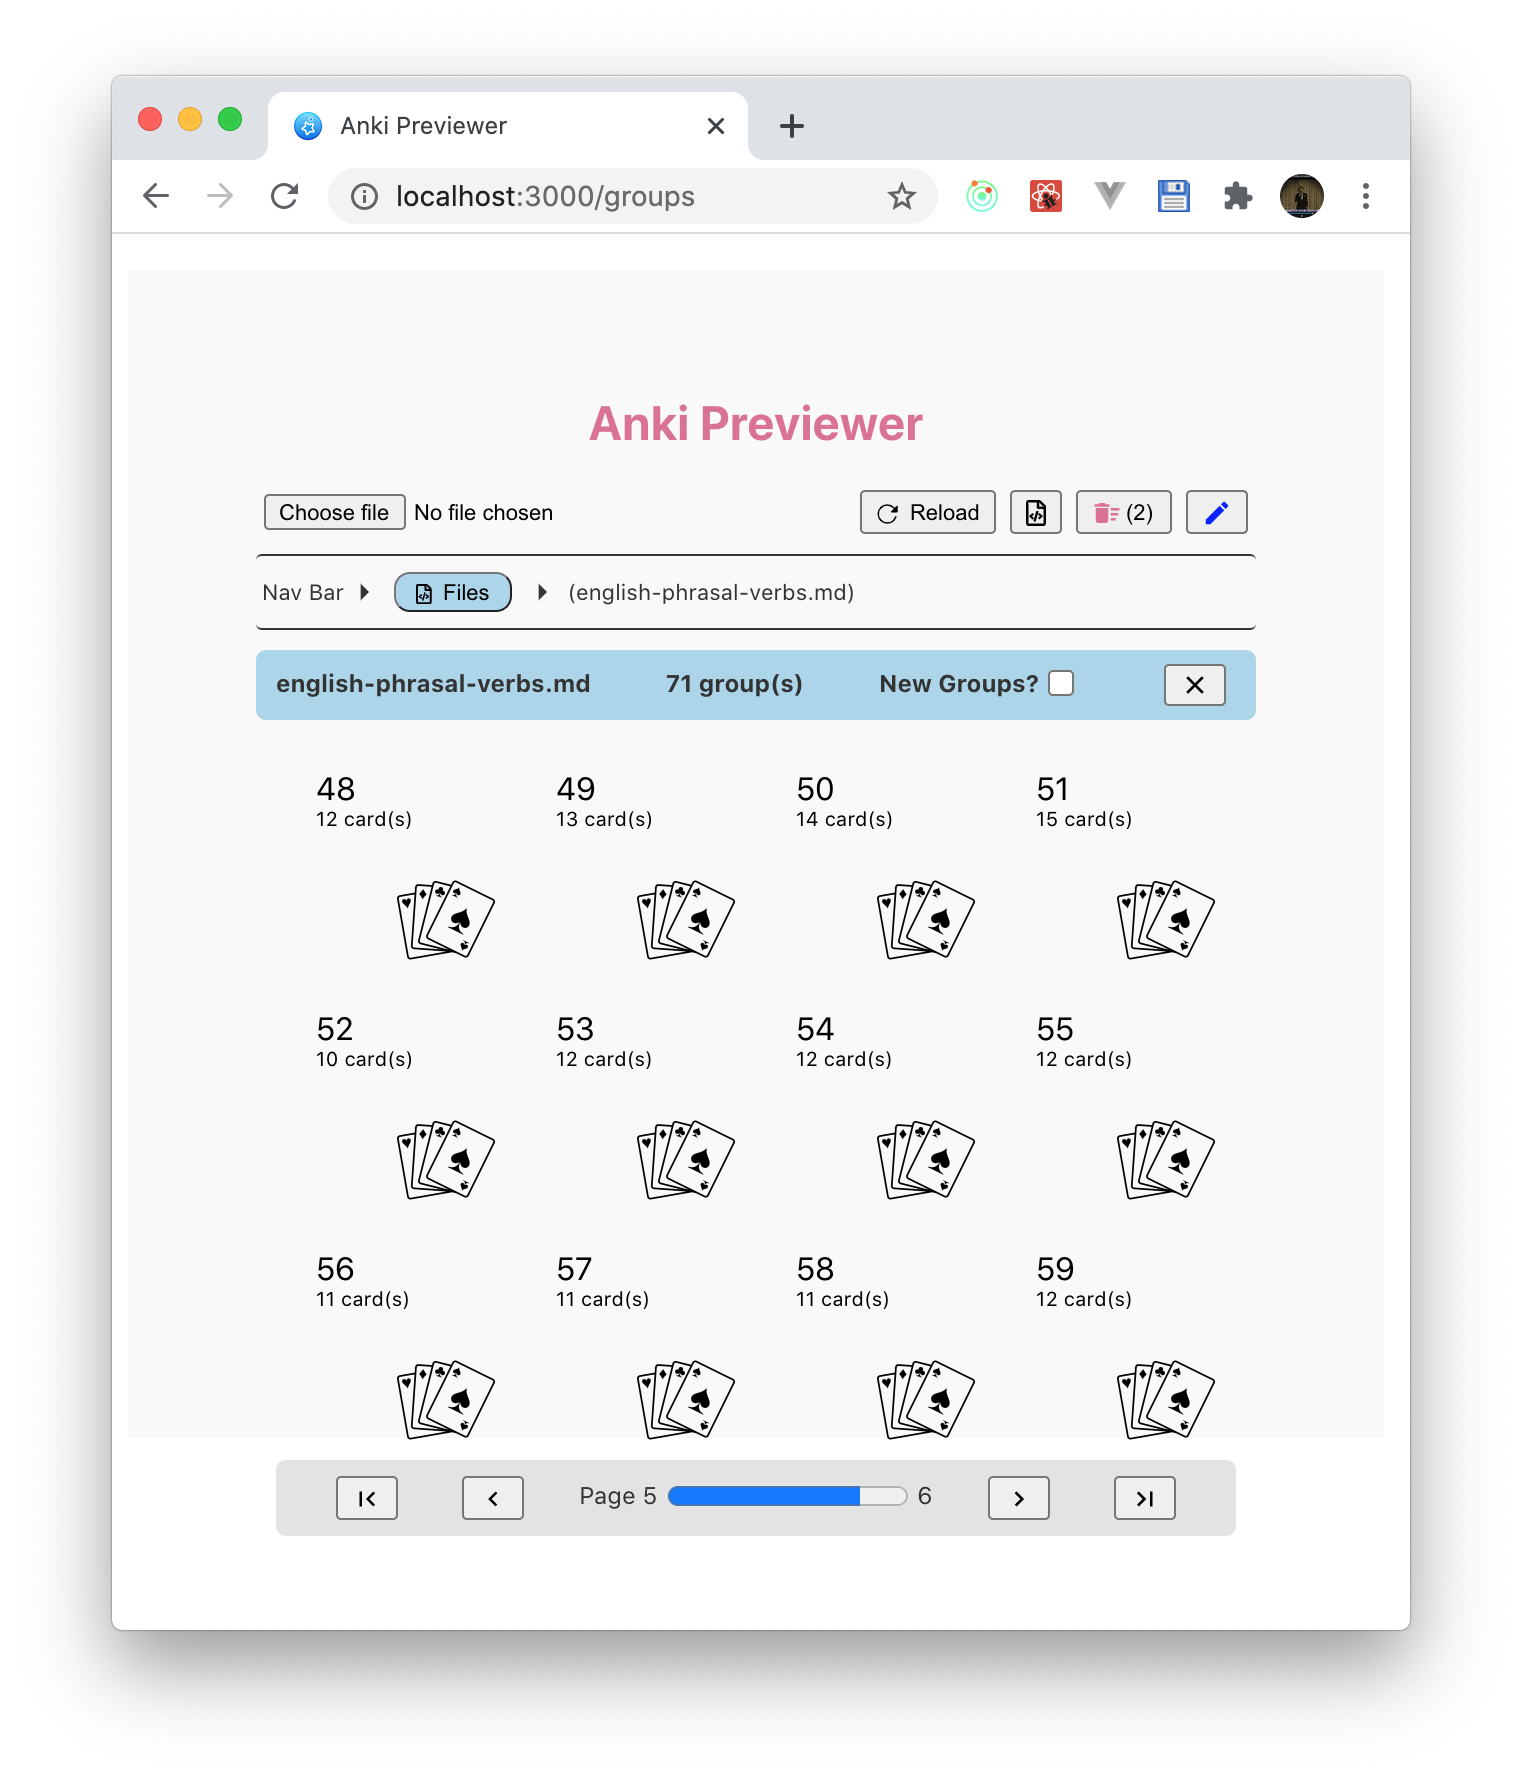 Anki Previewer
localhost:3000/groups
Anki Previewer
Choose file No file chosen Reload (2)
Nav Bar Files (english-phrasal-verbs.md)
english-phrasal-verbs.md 71 group(s) New Groups?
48 49 50 51
12 card(s) 13 card(s) 14 card(s) 15 card(s)
52 53 54 55
10 card(s) 12 card(s) 12 card(s) 12 card(s)
56 57 58 59
11 card(s) 11 card(s) 11 card(s) 12 card(s)
Page 5 6